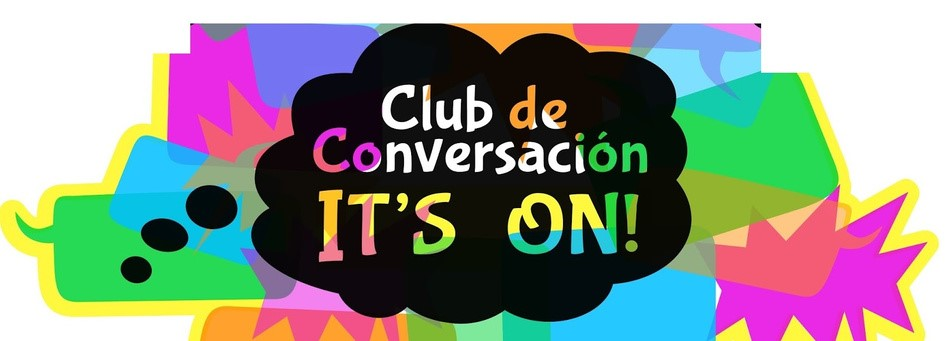 Club de
Conversación
IT'S ON!